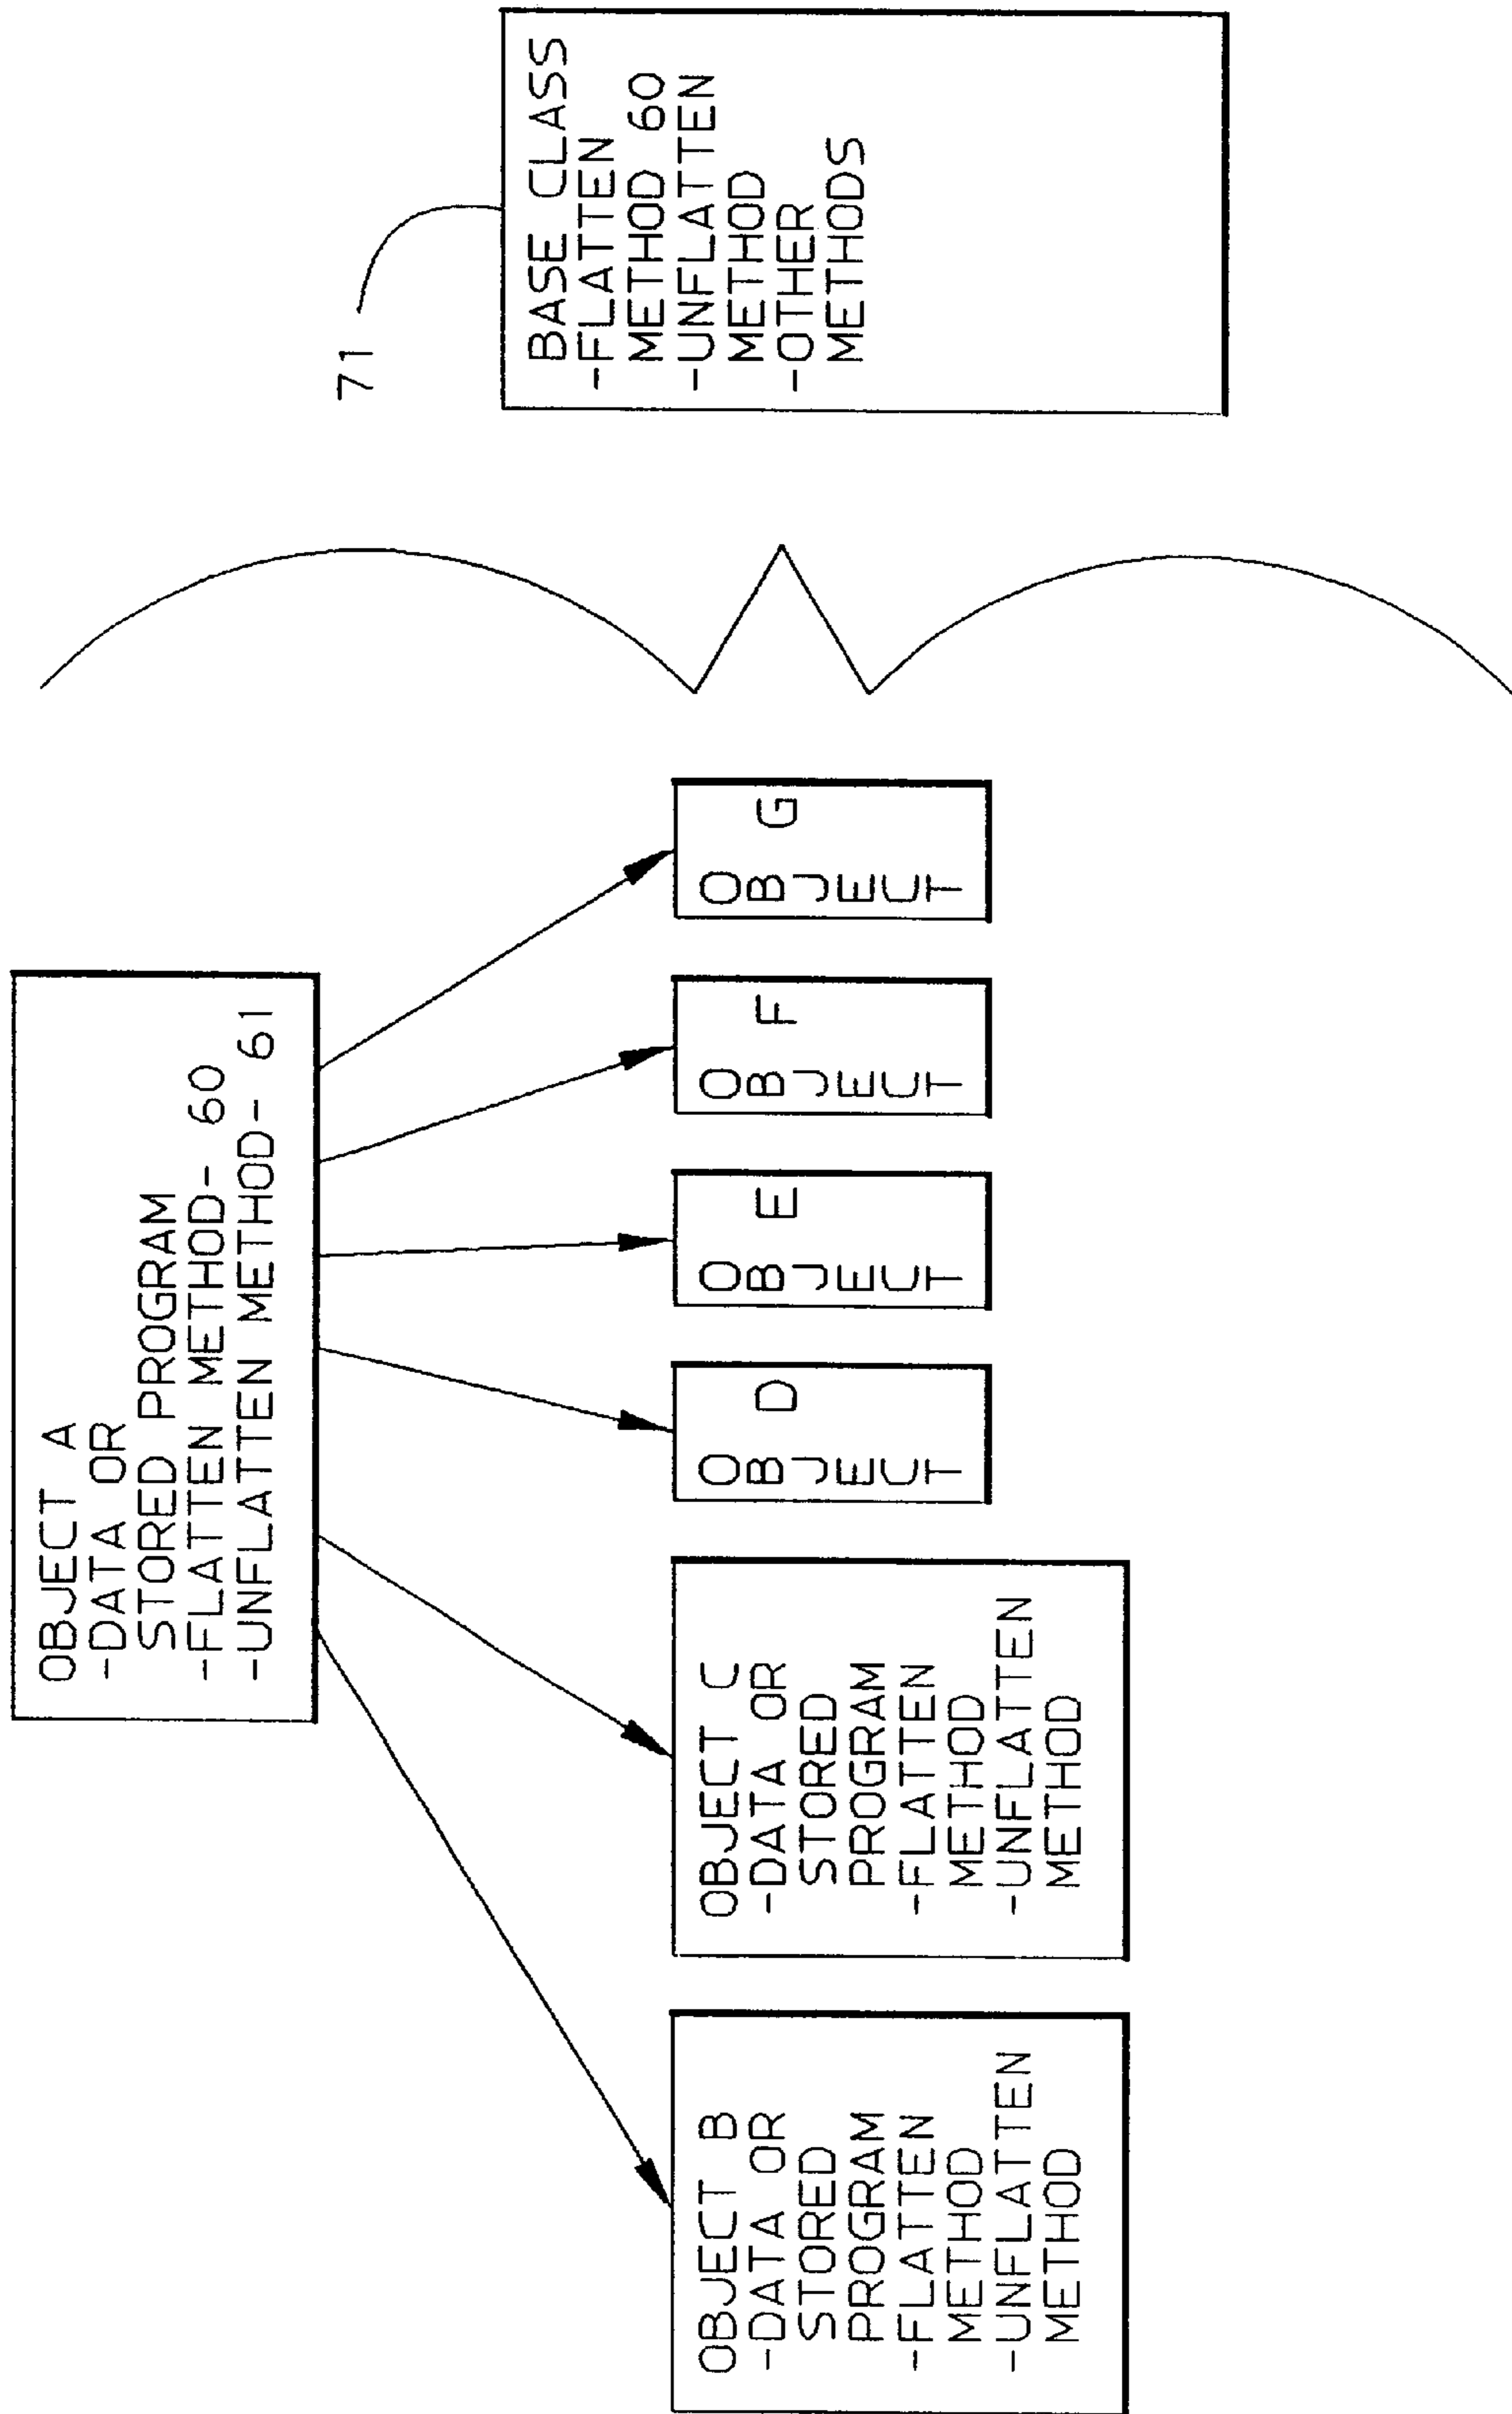 OBJECT A
-DATA OR
STORED PROGRAM
-FLATTEN METHOD- 60
-UNFLATTEN METHOD- 61
OBJECT B
-DATA OR
STORED
PROGRAM
-FLATTEN
METHOD
-UNFLATTEN
METHOD
OBJECT C
-DATA OR
STORED
PROGRAM
-FLATTEN
METHOD
-UNFLATTEN
METHOD
OBJECT D
OBJECT E
OBJECT F
OBJECT G
71
BASE CLASS
-FLATTEN
METHOD 60
-UNFLATTEN
METHOD
-OTHER
METHODS